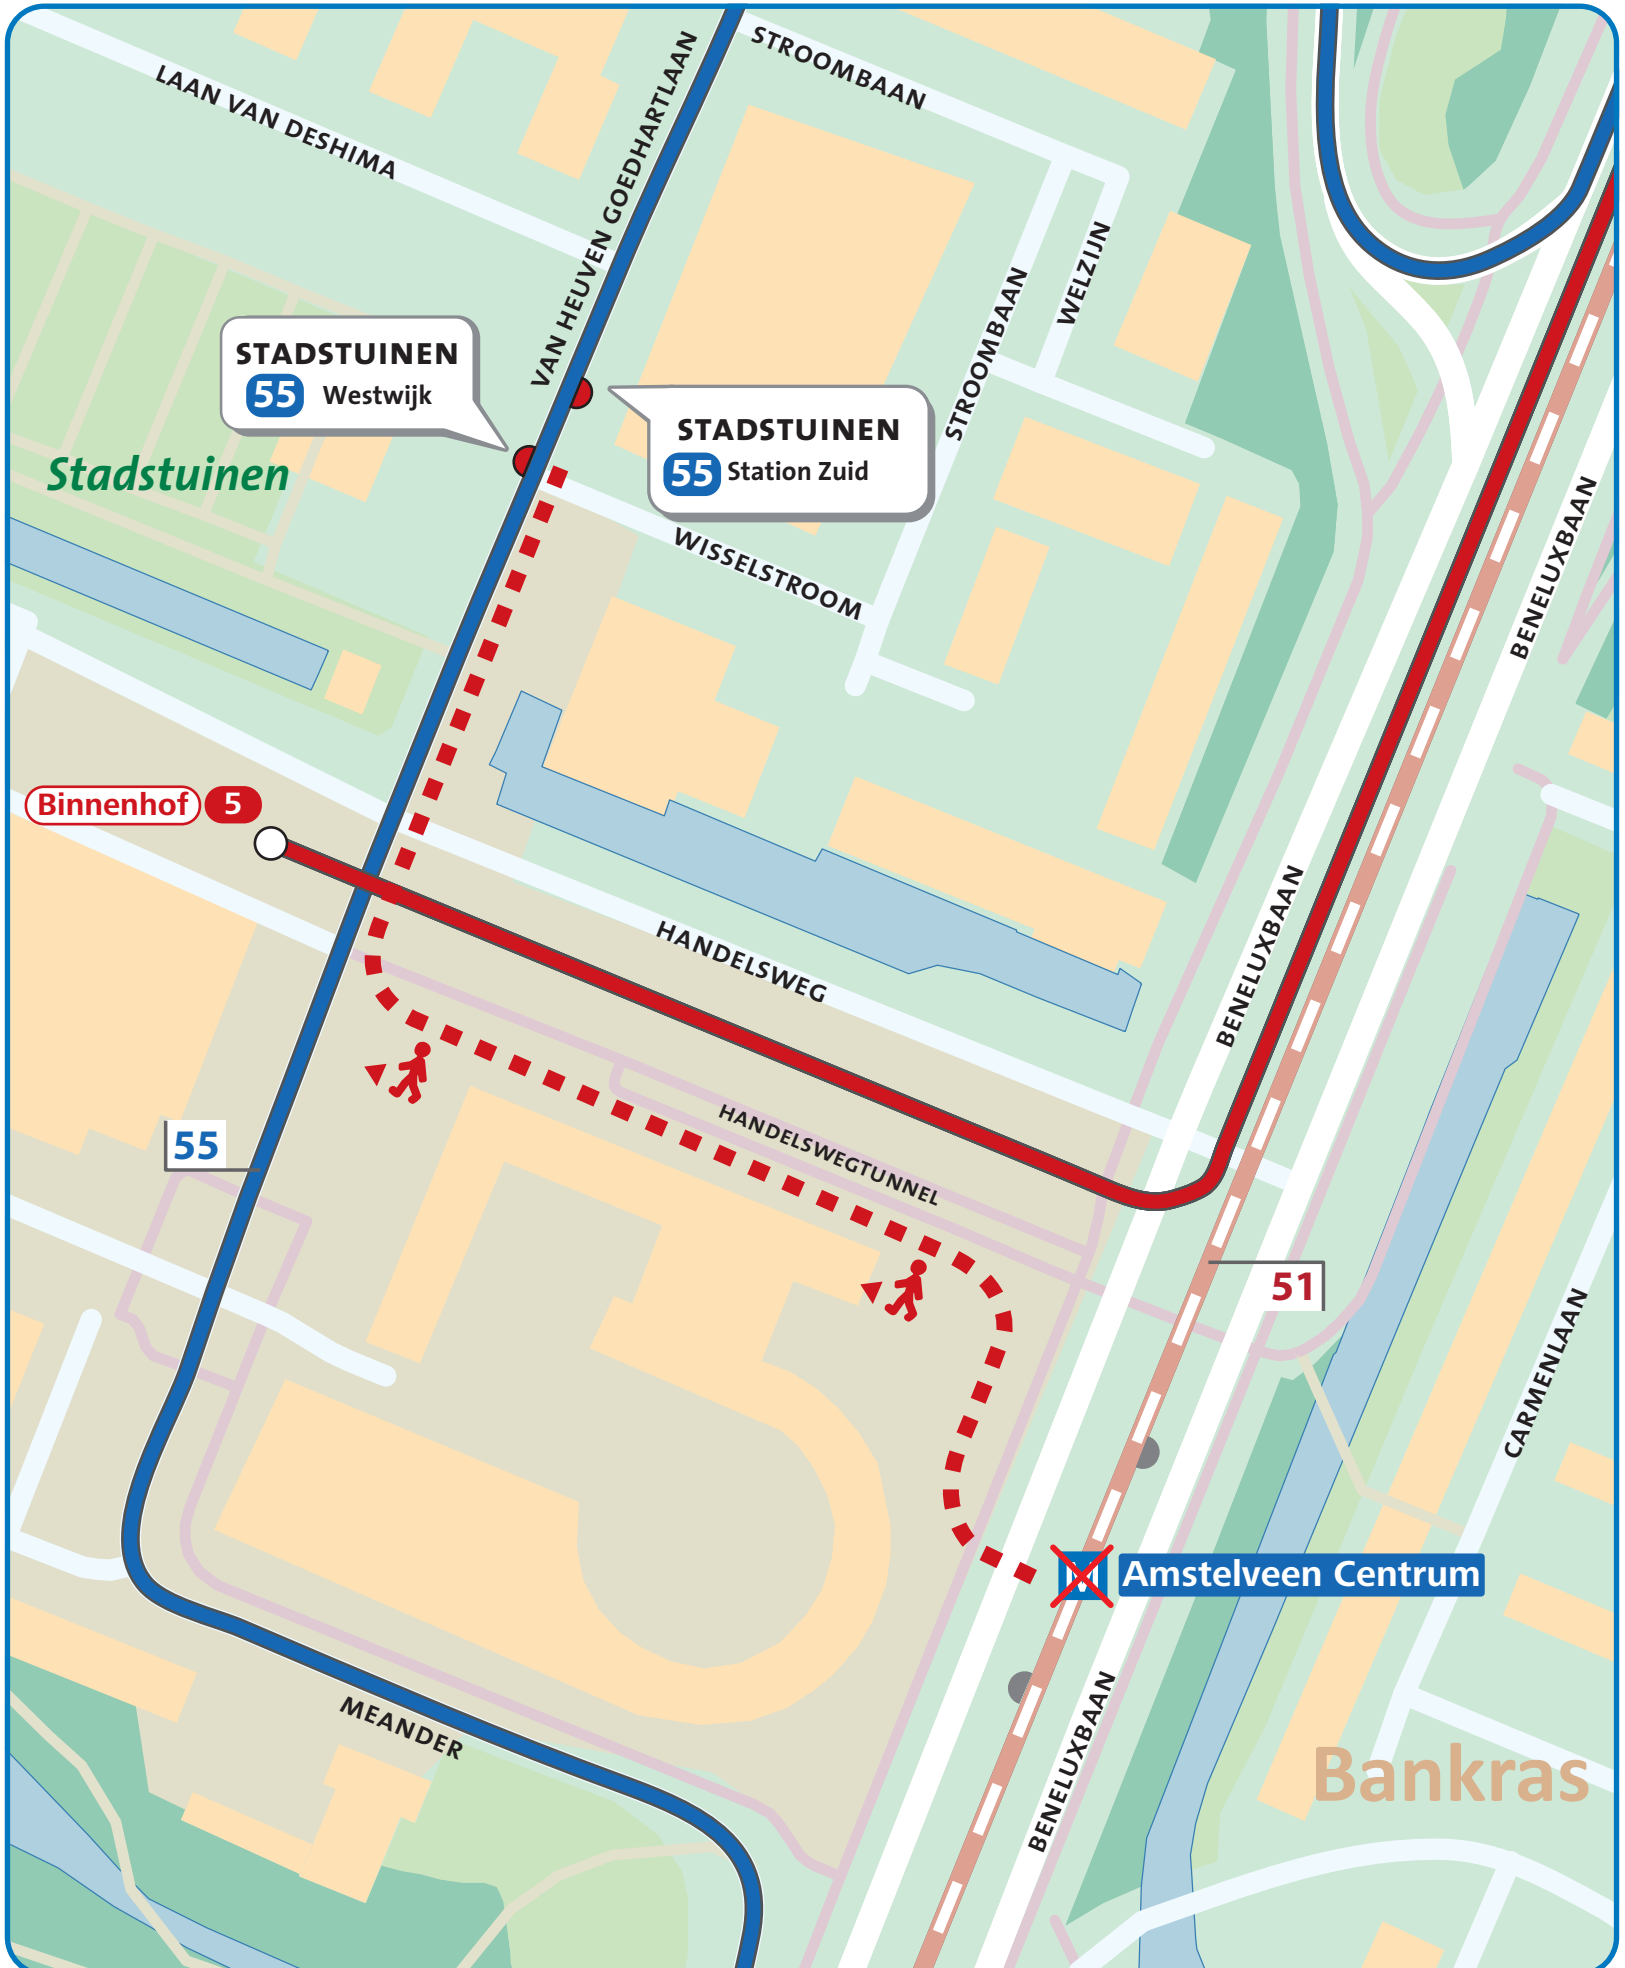 STROOMBAAN
LAAN VAN DESHIMA
VAN HEUVEN GOEDHARTLAAN
WELZIJN
STROOMBAAN
STADSTUINEN
55 Westwijk
STADSTUINEN
55 Station Zuid
Stadstuinen
WISSELSTROOM
BENELUXBAAN
Binnenhof 5
HANDELSWEG
BENELUXBAAN
HANDELSWEGTUNNEL
55
51
CARMENLAAN
M Amstelveen Centrum
MEANDER
BENELUXBAAN
Bankras